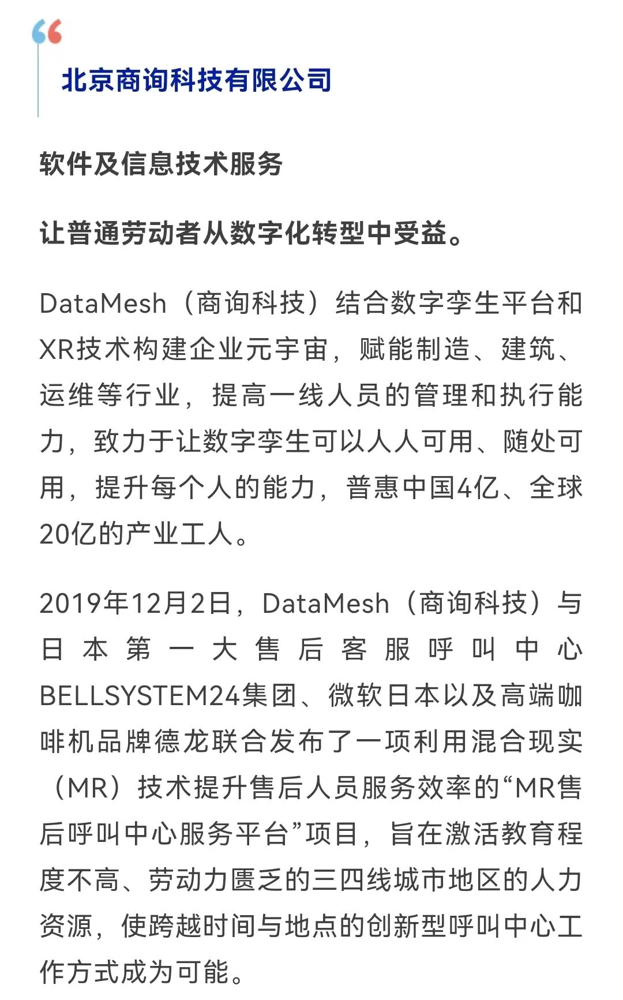 北京商询科技有限公司
软件及信息技术服务
让普通劳动者从数字化转型中受益。
DataMesh（商询科技）结合数字孪生平台和
XR技术构建企业元宇宙，赋能制造、建筑、
运维等行业，提高一线人员的管理和执行能
力，致力于让数字孪生可以人人可用、随处可
用，提升每个人的能力，普惠中国4亿、全球
20亿的产业工人。
2019年12月2日，DataMesh（商询科技）与
日本第一大售后客服呼叫中心
BELLSYSTEM24集团、微软日本以及高端咖
啡机品牌德龙联合发布了一项利用混合现实
（MR）技术提升售后人员服务效率的“MR售
后呼叫中心服务平台”项目，旨在激活教育程
度不高、劳动力匮乏的三四线城市地区的人力
资源，使跨越时间与地点的创新型呼叫中心工
作方式成为可能。